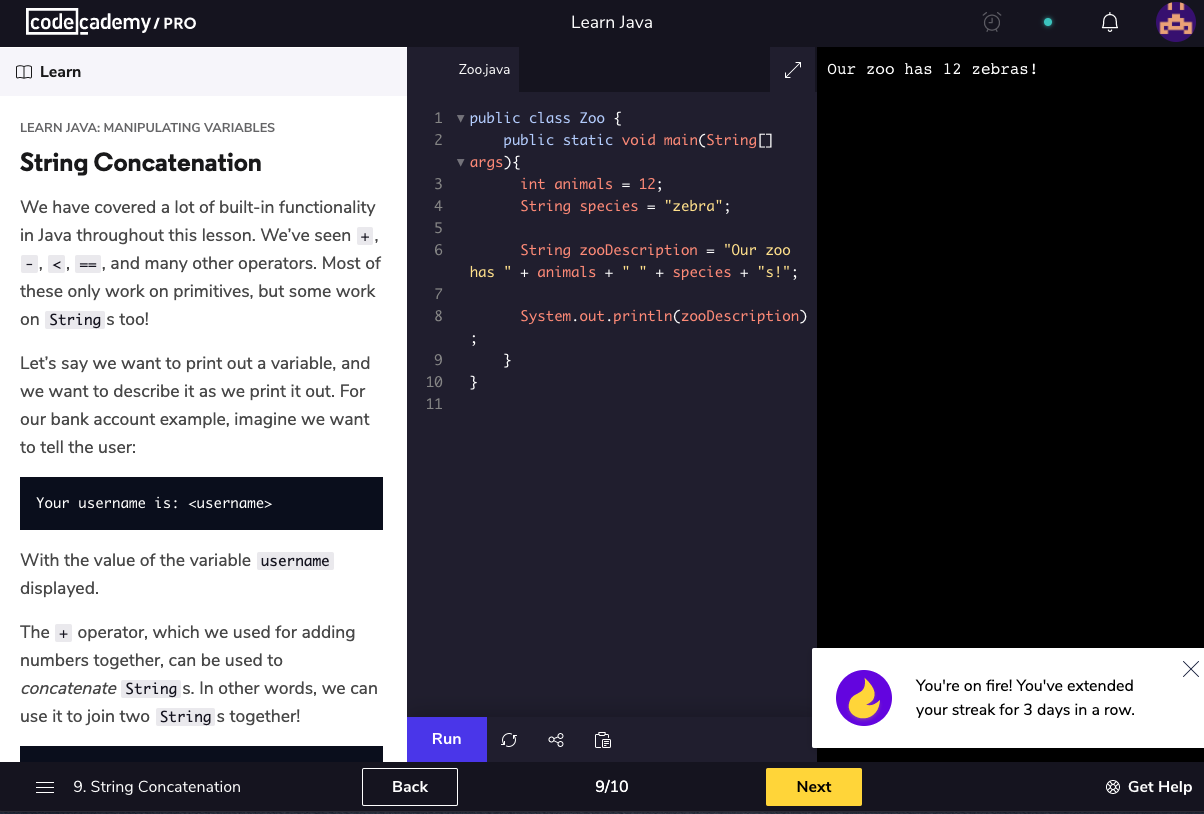 codecademy/PRO
Learn Java
Learn
LEARN JAVA: MANIPULATING VARIABLES
String Concatenation
We have covered a lot of built-in functionality
in Java throughout this lesson. We’ve seen +,
-, <, ==, and many other operators. Most of
these only work on primitives, but some work
on Strings too!
Let’s say we want to print out a variable, and
we want to describe it as we print it out. For
our bank account example, imagine we want
to tell the user:
Your username is: <username>
With the value of the variable username
displayed.
The + operator, which we used for adding
numbers together, can be used to
concatenate Strings. In other words, we can
use it to join two Strings together!
Zoo.java
1 public class Zoo {
2 public static void main(String[]
args){
3 int animals = 12;
4 String species = "zebra";
5
6 String zooDescription = "Our zoo
has " + animals + " " + species + "s!";
7
8 System.out.println(zooDescription)
;
9 }
10 }
11
Run
Our zoo has 12 zebras!
You're on fire! You've extended
your streak for 3 days in a row.
9. String Concatenation
Back
9/10
Next
Get Help